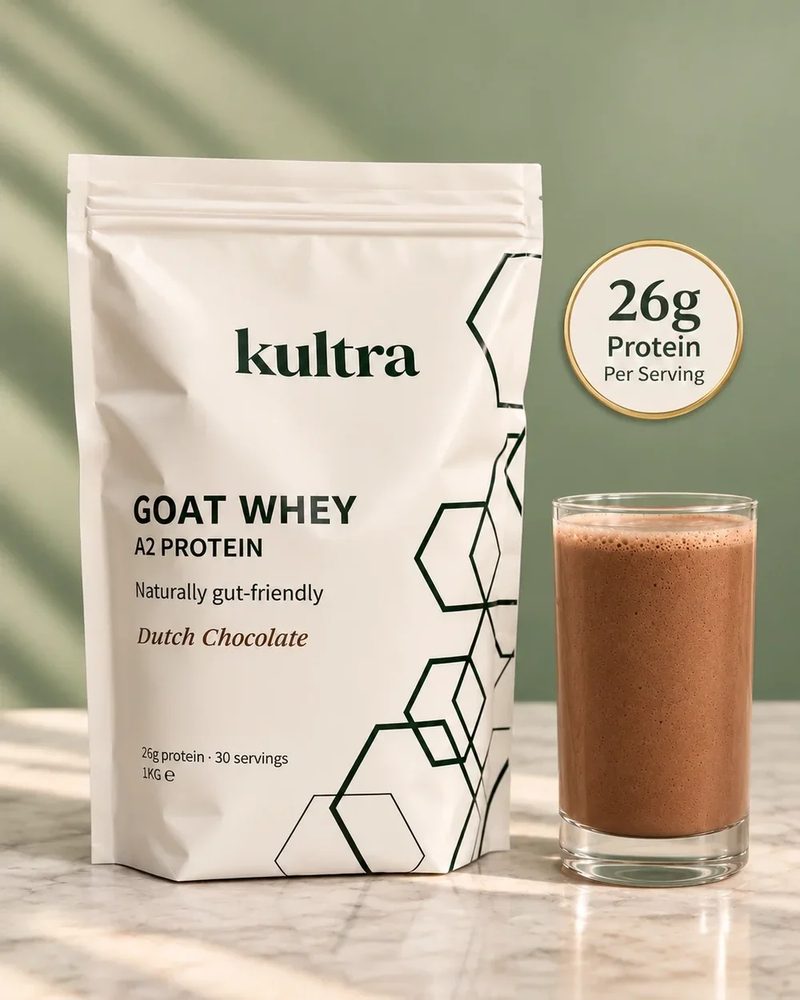 kultra
GOAT WHEY
A2 PROTEIN
Naturally gut-friendly
Dutch Chocolate
26g protein · 30 servings
1KG ℮
26g
Protein
Per Serving